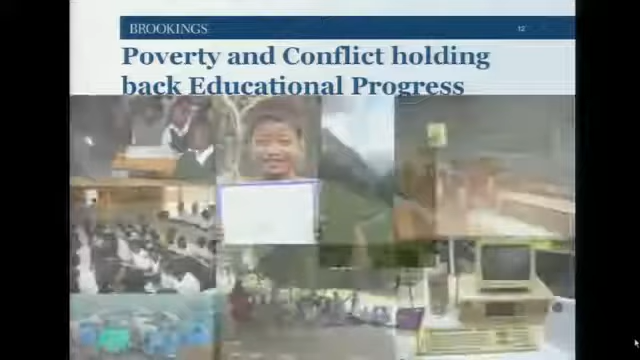 BROOKINGS
12
Poverty and Conflict holding
back Educational Progress